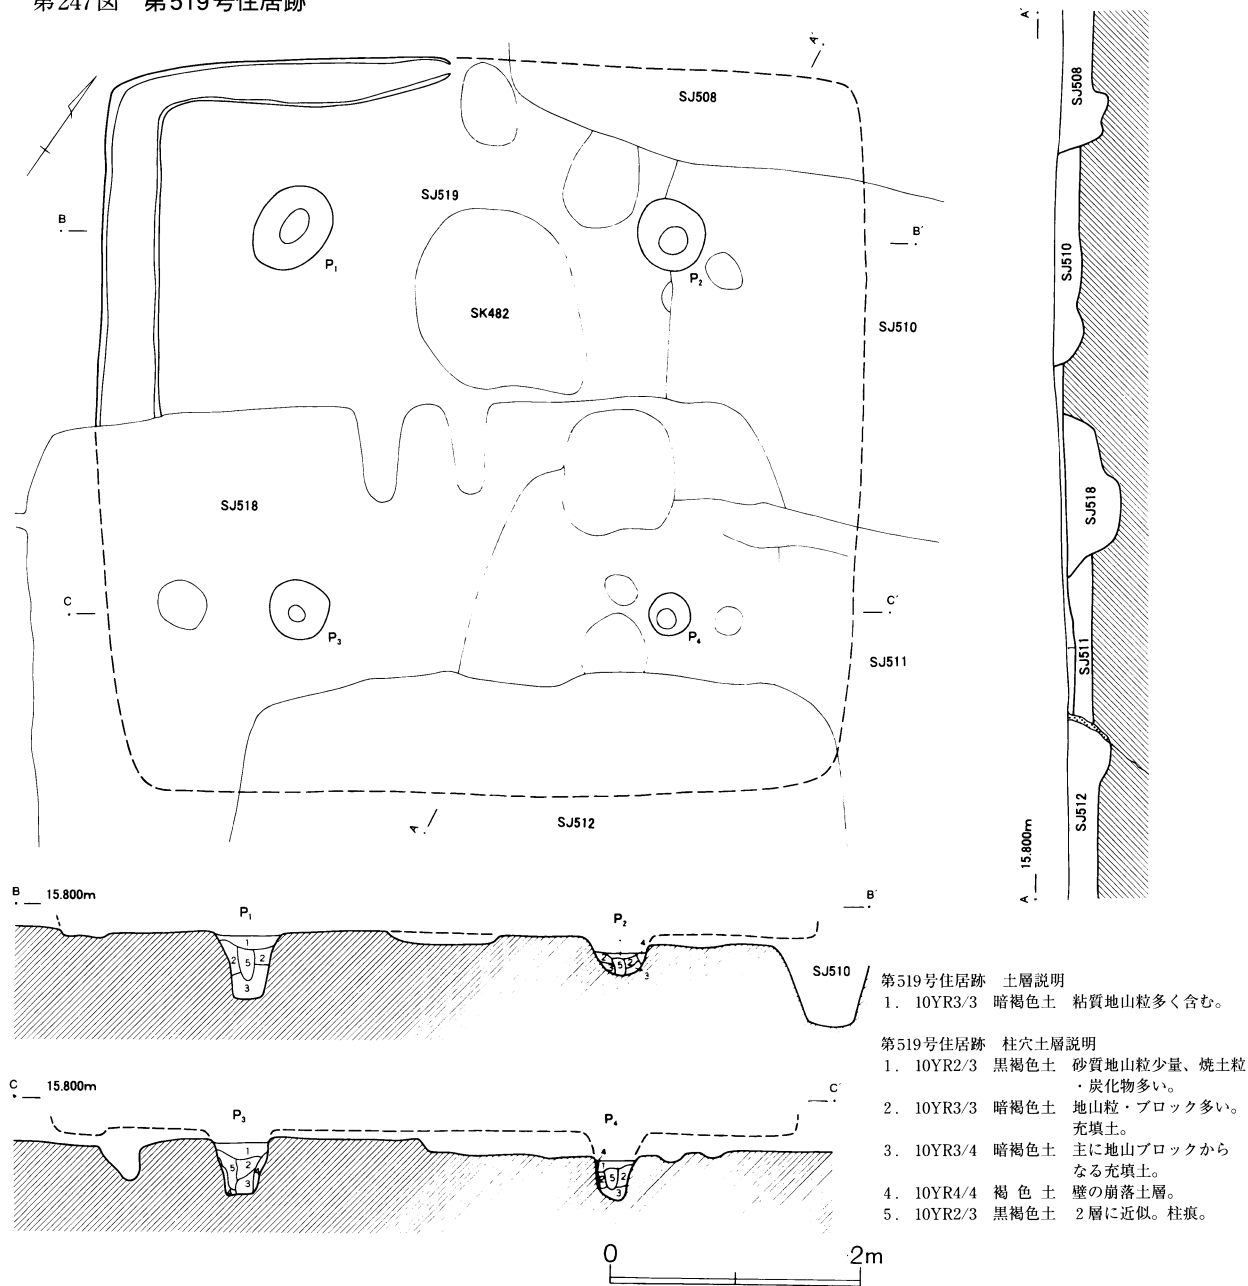 第247図　第519号住居跡
A´
A´
SJ508
SJ508
SJ519
B
B´
P₁
P₂
SJ510
SK482
SJ510
SJ518
SJ518
C
C´
P₃
P₄
SJ511
SJ511
A
SJ512
SJ512
A 15.800m
B 15.800m B´
P₁ P₂
1
2 5 2
3
4
2 5 2
3
SJ510
C 15.800m C´
P₃ P₄
1
5 2
3
4
1
5 2
3
第519号住居跡　土層説明
1. 10YR3/3 暗褐色土 粘質地山粒多く含む。
第519号住居跡　柱穴土層説明
1. 10YR2/3 黒褐色土 砂質地山粒少量、焼土粒
・炭化物多い。
2. 10YR3/3 暗褐色土 地山粒・ブロック多い。
充填土。
3. 10YR3/4 暗褐色土 主に地山ブロックから
なる充填土。
4. 10YR4/4 褐色土 壁の崩落土層。
5. 10YR2/3 黒褐色土 2層に近似。柱痕。
0 2m